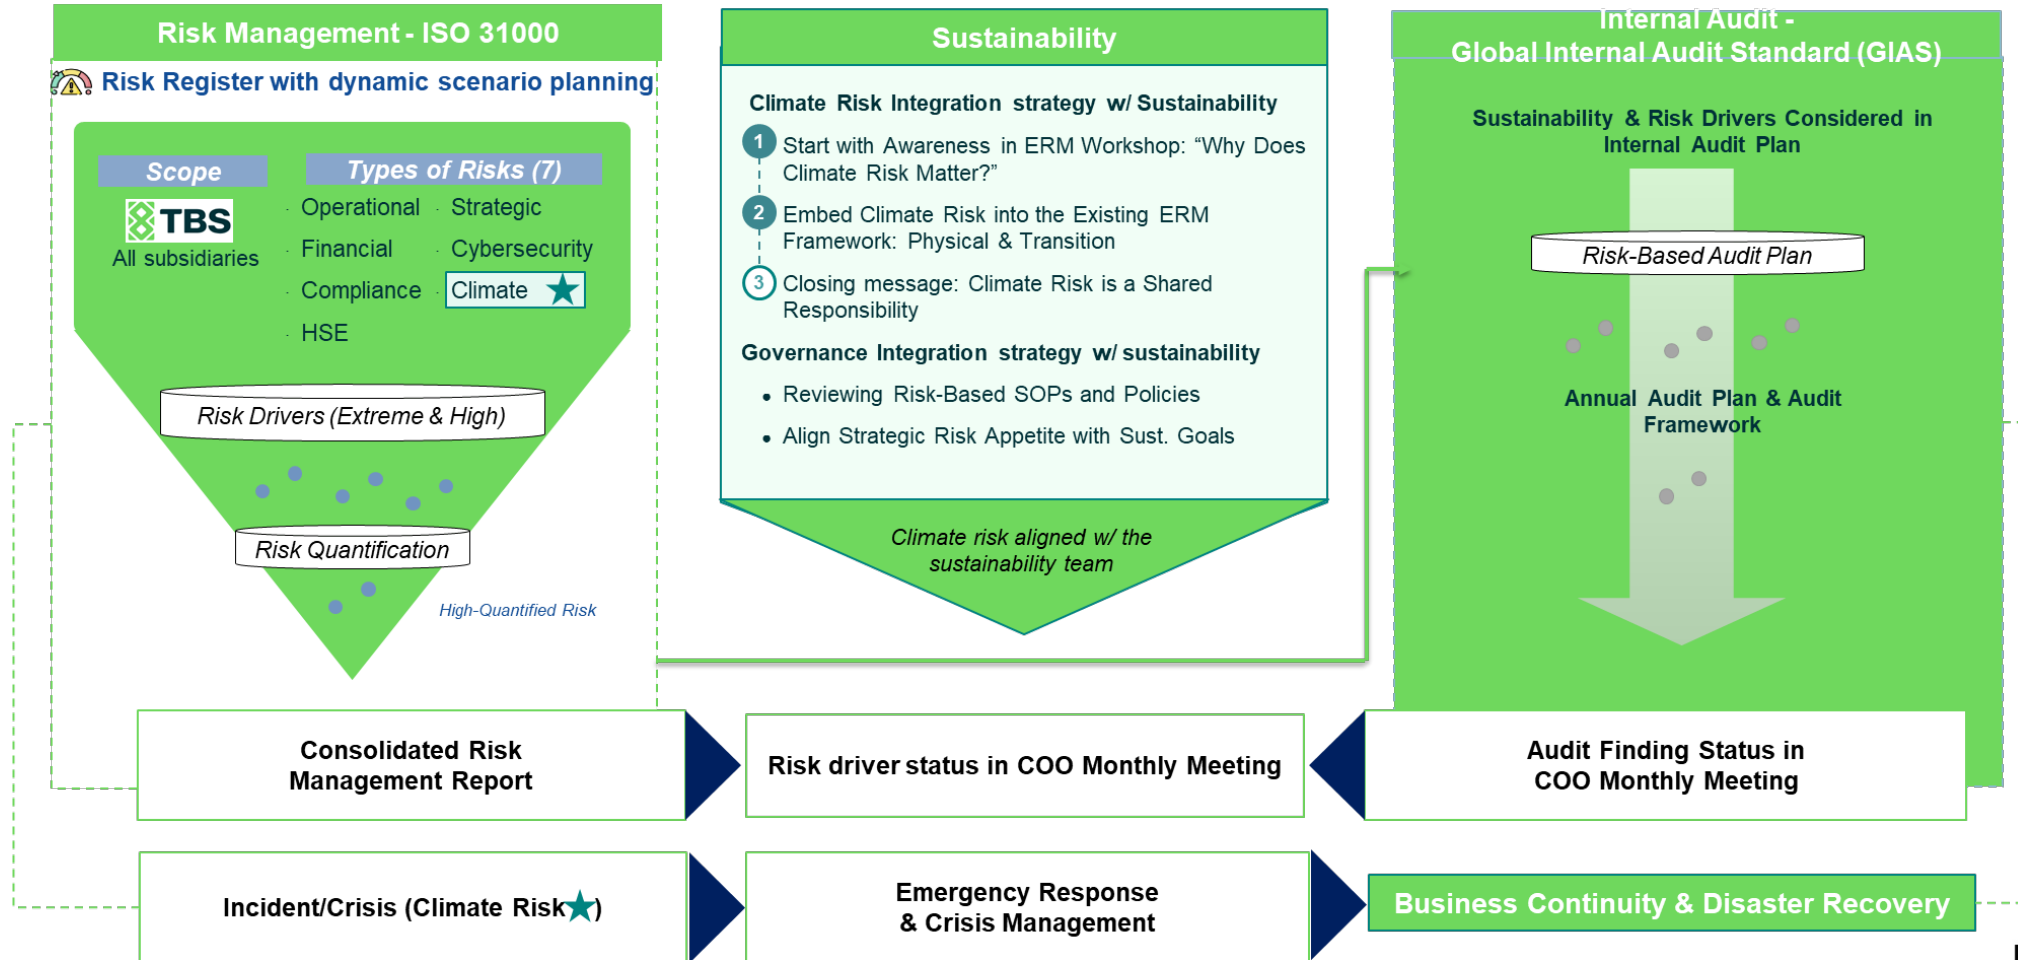 Risk Management - ISO 31000
Risk Register with dynamic scenario planning
Scope
TBS
All subsidiaries
Types of Risks (7)
· Operational
· Financial
· Compliance
· HSE
· Strategic
· Cybersecurity
· Climate
Risk Drivers (Extreme & High)
Risk Quantification
High-Quantified Risk
Sustainability
Climate Risk Integration strategy w/ Sustainability
1 Start with Awareness in ERM Workshop: “Why Does
Climate Risk Matter?”
2 Embed Climate Risk into the Existing ERM
Framework: Physical & Transition
3 Closing message: Climate Risk is a Shared
Responsibility
Governance Integration strategy w/ sustainability
• Reviewing Risk-Based SOPs and Policies
• Align Strategic Risk Appetite with Sust. Goals
Climate risk aligned w/ the
sustainability team
Internal Audit -
Global Internal Audit Standard (GIAS)
Sustainability & Risk Drivers Considered in
Internal Audit Plan
Risk-Based Audit Plan
Annual Audit Plan & Audit
Framework
Consolidated Risk
Management Report
Risk driver status in COO Monthly Meeting
Audit Finding Status in
COO Monthly Meeting
Incident/Crisis (Climate Risk )
Emergency Response
& Crisis Management
Business Continuity & Disaster Recovery